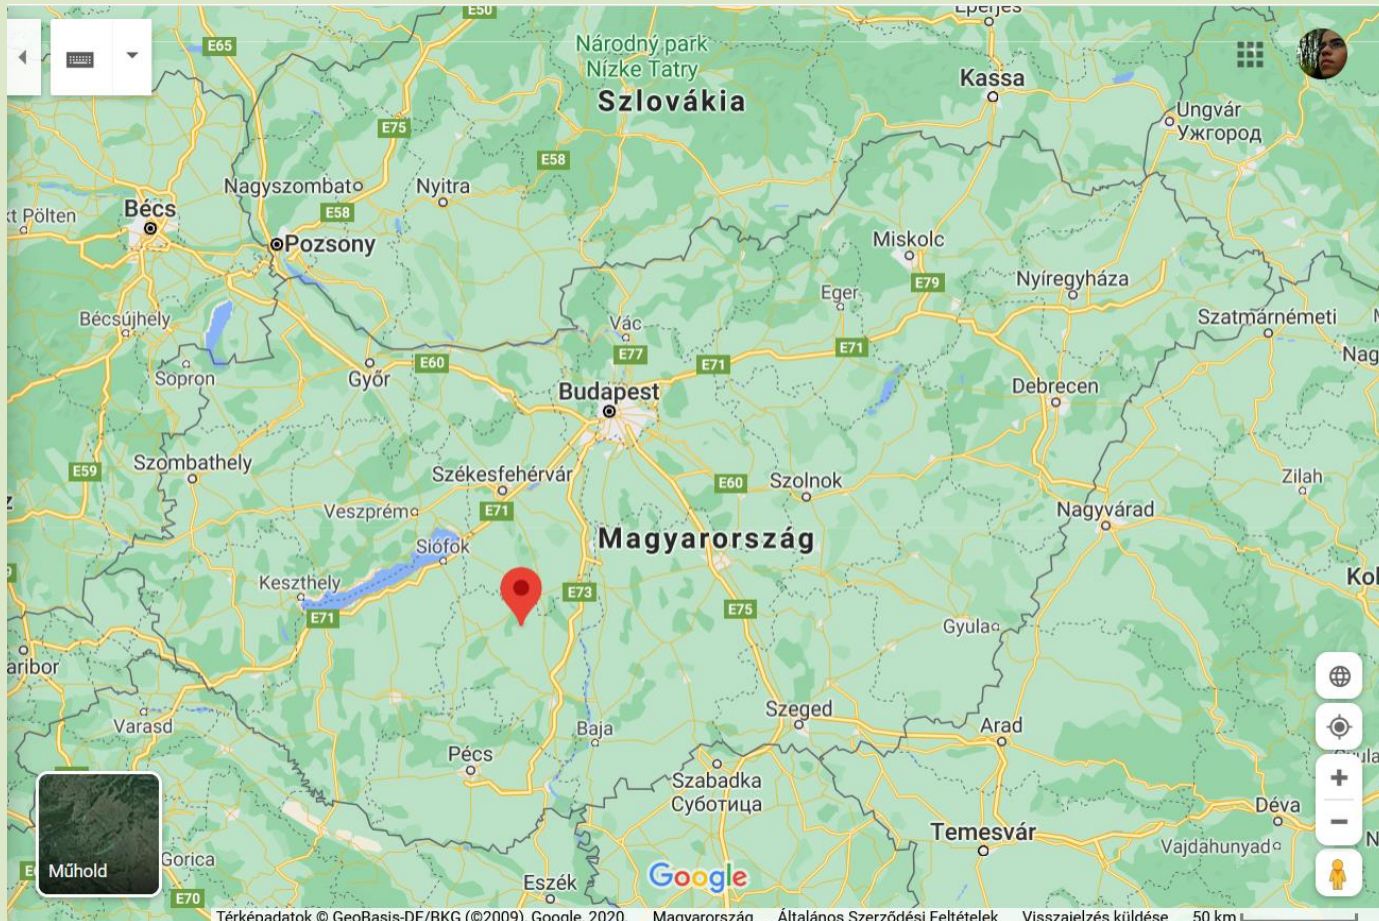 E50
Eperjes
E65
Národný park
Nízke Tatry
Kassa
Szlovákia
Ungvár
Ужгород
E75
E58
Nagyszombat
Nyitra
Bécs
E58
Pölten
Pozsony
Miskolc
Nyíregyháza
E79
Eger
Bécsújhely
Vác
Szatmárnémeti
E77
E71
E71
Nag
E60
Sopron
Győr
Budapest
Debrecen
Szombathely
E59
Székesfehérvár
E60
Szolnok
Zilah
Veszprém
E71
Nagyvárad
Siófok
Magyarország
Keszthely
E73
Kol
E71
E75
Gyula
aribor
Varasd
Baja
Szeged
Arad
Pécs
Szabadka
Суботица
Déva
Temesvár
Vajdahunyad
Műhold
Gorica
Eszék
E70
Google
Térképadatok © GeoBasis-DE/BKG (©2009), Google, 2020. Magyarország Általános Szerződési Feltételek Visszajelzés küldése 50 km